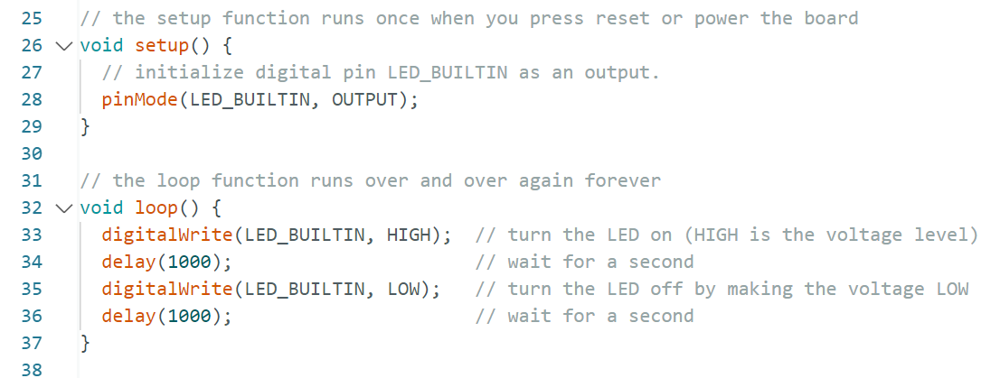 25 // the setup function runs once when you press reset or power the board
26 void setup() {
27   // initialize digital pin LED_BUILTIN as an output.
28   pinMode(LED_BUILTIN, OUTPUT);
29 }
30
31 // the loop function runs over and over again forever
32 void loop() {
33   digitalWrite(LED_BUILTIN, HIGH);  // turn the LED on (HIGH is the voltage level)
34   delay(1000);                      // wait for a second
35   digitalWrite(LED_BUILTIN, LOW);   // turn the LED off by making the voltage LOW
36   delay(1000);                      // wait for a second
37 }
38